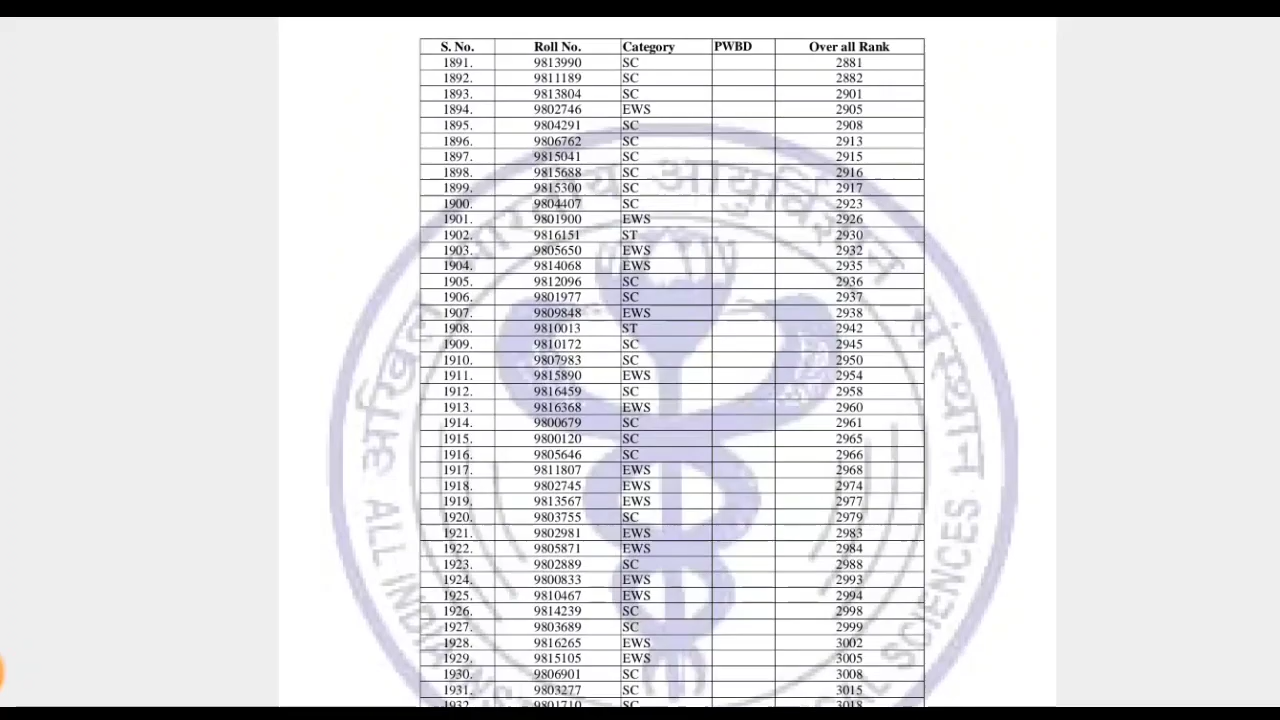 S. No. Roll No. Category PWBD Over all Rank
1891. 9813990 SC 2881
1892. 9811189 SC 2882
1893. 9813804 SC 2901
1894. 9802746 EWS 2905
1895. 9804291 SC 2908
1896. 9806762 SC 2913
1897. 9815041 SC 2915
1898. 9815688 SC 2916
1899. 9815300 SC 2917
1900. 9804407 SC 2923
1901. 9801900 EWS 2926
1902. 9816151 ST 2930
1903. 9805650 EWS 2932
1904. 9814068 EWS 2935
1905. 9812096 SC 2936
1906. 9801977 SC 2937
1907. 9809848 EWS 2938
1908. 9810013 ST 2942
1909. 9810172 SC 2945
1910. 9807983 SC 2950
1911. 9815890 EWS 2954
1912. 9816459 SC 2958
1913. 9816368 EWS 2960
1914. 9800679 SC 2961
1915. 9800120 SC 2965
1916. 9805646 SC 2966
1917. 9811807 EWS 2968
1918. 9802745 EWS 2974
1919. 9813567 EWS 2977
1920. 9803755 SC 2979
1921. 9802981 EWS 2983
1922. 9805871 EWS 2984
1923. 9802889 SC 2988
1924. 9800833 EWS 2993
1925. 9810467 EWS 2994
1926. 9814239 SC 2998
1927. 9803689 SC 2999
1928. 9816265 EWS 3002
1929. 9815105 EWS 3005
1930. 9806901 SC 3008
1931. 9803277 SC 3015
1932. 9801710 SC 3018
अखिल भारतीय आयुर्विज्ञान संस्थान
ALL SCIENCES